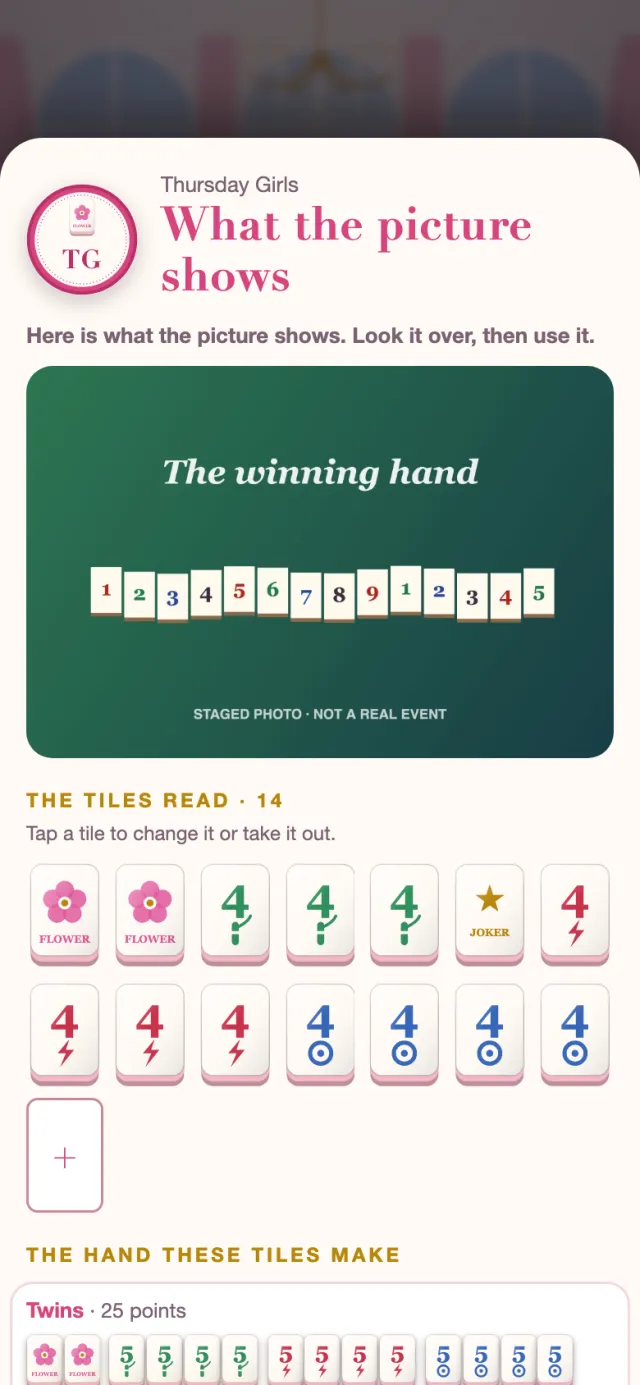 Thursday Girls
What the picture
shows
FLOWER
TG
Here is what the picture shows. Look it over, then use it.
The winning hand
1 2 3 4 5 6 7 8 9 1 2 3 4 5
STAGED PHOTO · NOT A REAL EVENT
THE TILES READ · 14
Tap a tile to change it or take it out.
4 4 4 4
FLOWER FLOWER JOKER
4 4 4 4 4 4 4
+
THE HAND THESE TILES MAKE
Twins · 25 points
5 5 5 5 5 5 5 5 5 5 5 5
FLOWER FLOWER